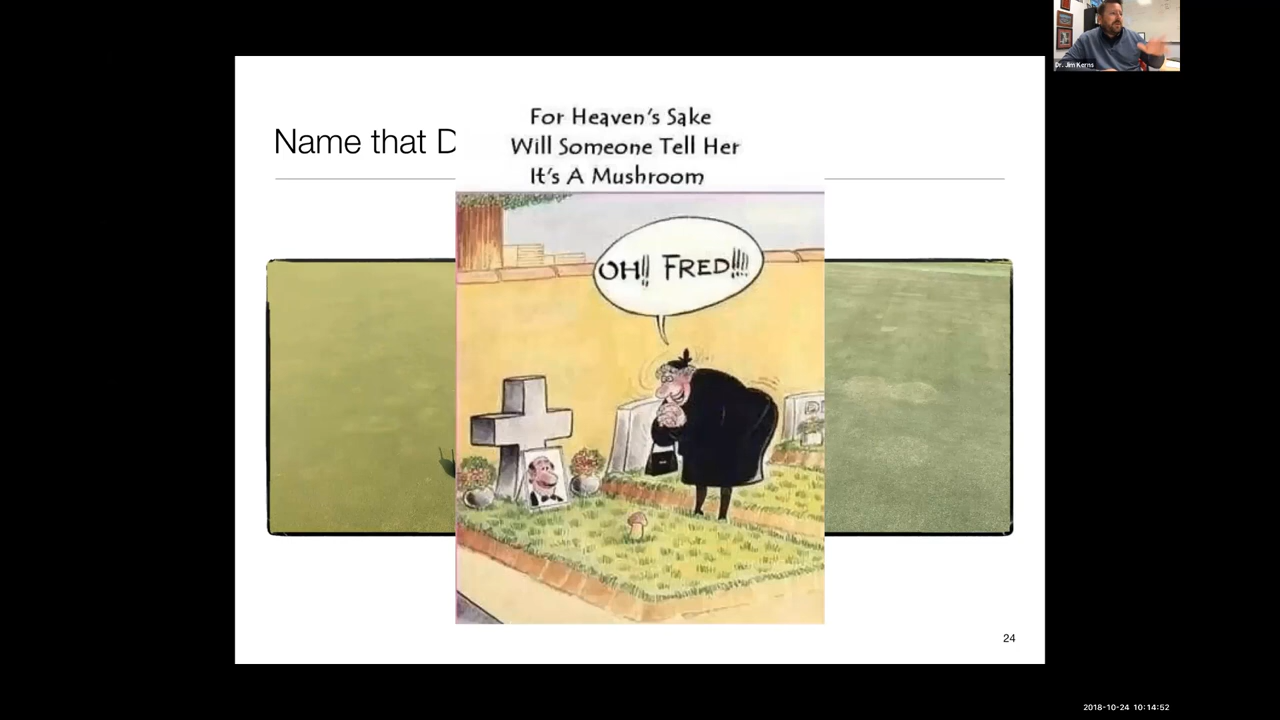 Dr. Jim Kerns
For Heaven's Sake
Name that D
Will Someone Tell Her
It's A Mushroom
OH!! FRED!!!
24
2018-10-24 10:14:52